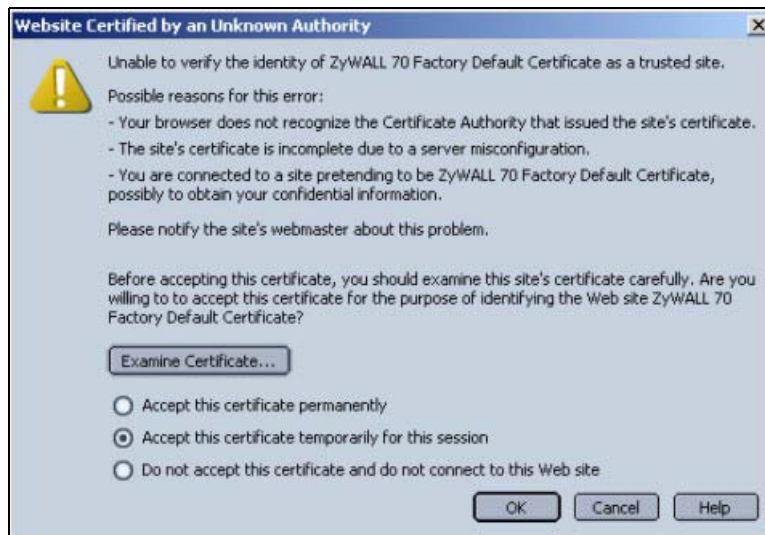 Website Certified by an Unknown Authority
Unable to verify the identity of ZyWALL 70 Factory Default Certificate as a trusted site.
Possible reasons for this error:
- Your browser does not recognize the Certificate Authority that issued the site's certificate.
- The site's certificate is incomplete due to a server misconfiguration.
- You are connected to a site pretending to be ZyWALL 70 Factory Default Certificate,
possibly to obtain your confidential information.
Please notify the site's webmaster about this problem.
Before accepting this certificate, you should examine this site's certificate carefully. Are you
willing to to accept this certificate for the purpose of identifying the Web site ZyWALL 70
Factory Default Certificate?
Examine Certificate...
Accept this certificate permanently
Accept this certificate temporarily for this session
Do not accept this certificate and do not connect to this Web site
OK Cancel Help